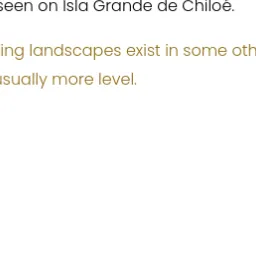 seen on Isla Grande de Chiloé.
ing landscapes exist in some oth
usually more level.